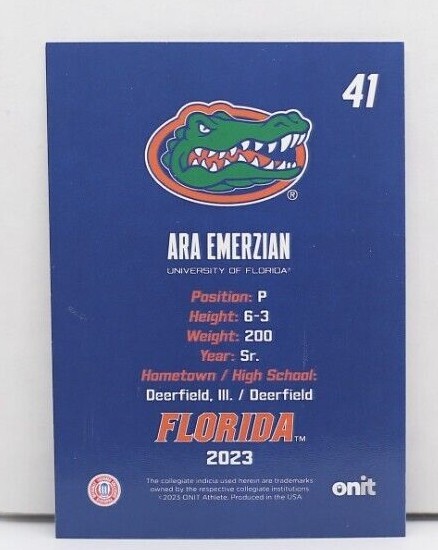 41
®
ARA EMERZIAN
UNIVERSITY OF FLORIDA®
Position: P
Height: 6-3
Weight: 200
Year: Sr.
Hometown / High School:
Deerfield, Ill. / Deerfield
FLORIDA™
2023
The collegiate indicia used herein are trademarks
owned by the respective collegiate institutions.
©2023 ONIT Athlete. Produced in the USA
onit